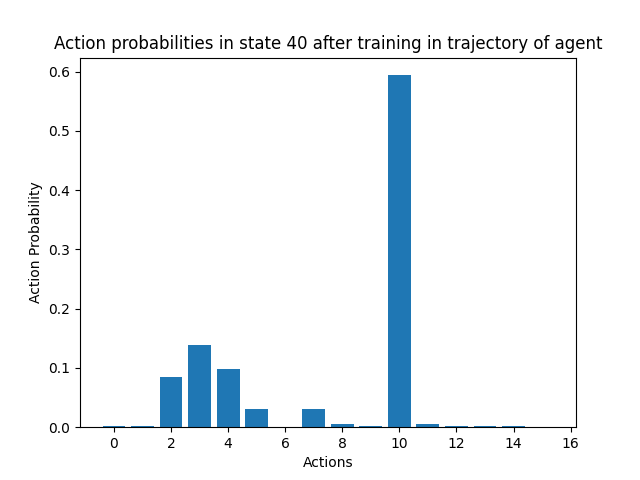 Action probabilities in state 40 after training in trajectory of agent
0.6
0.5
0.4
0.3
0.2
0.1
0.0
Action Probability
0 2 4 6 8 10 12 14 16
Actions